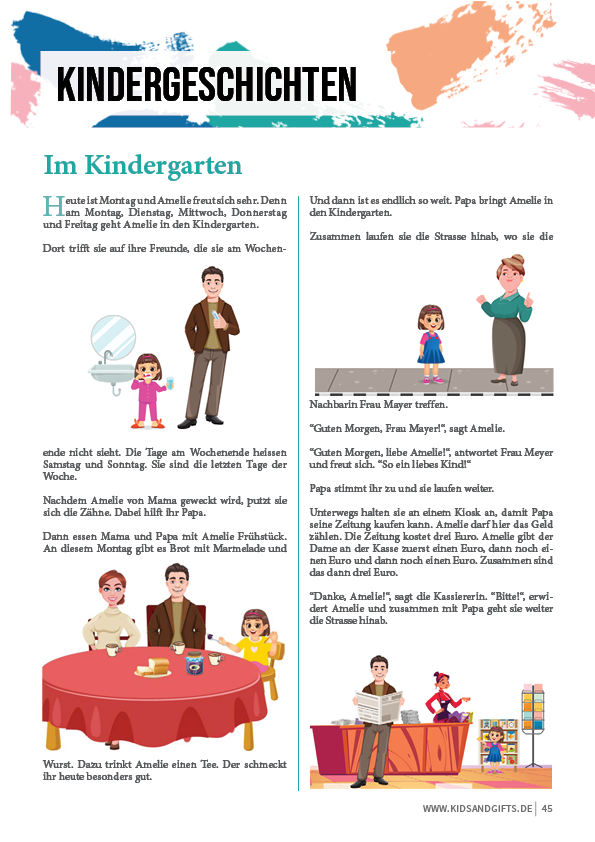 KINDERGESCHICHTEN
Im Kindergarten
Heute ist Montag und Amelie freut sich sehr. Denn
am Montag, Dienstag, Mittwoch, Donnerstag
und Freitag geht Amelie in den Kindergarten.
Dort trifft sie auf ihre Freunde, die sie am Wochen-
ende nicht sieht. Die Tage am Wochenende heissen
Samstag und Sonntag. Sie sind die letzten Tage der
Woche.
Nachdem Amelie von Mama geweckt wird, putzt sie
sich die Zähne. Dabei hilft ihr Papa.
Dann essen Mama und Papa mit Amelie Frühstück.
An diesem Montag gibt es Brot mit Marmelade und
Wurst. Dazu trinkt Amelie einen Tee. Der schmeckt
ihr heute besonders gut.
Und dann ist es endlich so weit. Papa bringt Amelie in
den Kindergarten.
Zusammen laufen sie die Strasse hinab, wo sie die
Nachbarin Frau Mayer treffen.
“Guten Morgen, Frau Mayer!“, sagt Amelie.
“Guten Morgen, liebe Amelie!“, antwortet Frau Meyer
und freut sich. “So ein liebes Kind!“
Papa stimmt ihr zu und sie laufen weiter.
Unterwegs halten sie an einem Kiosk an, damit Papa
seine Zeitung kaufen kann. Amelie darf hier das Geld
zählen. Die Zeitung kostet drei Euro. Amelie gibt der
Dame an der Kasse zuerst einen Euro, dann noch ei-
nen Euro und dann noch einen Euro. Zusammen sind
das dann drei Euro.
“Danke, Amelie!“, sagt die Kassiererin. “Bitte!“, erwi-
dert Amelie und zusammen mit Papa geht sie weiter
die Strasse hinab.
WWW.KIDSANDGIFTS.DE | 45